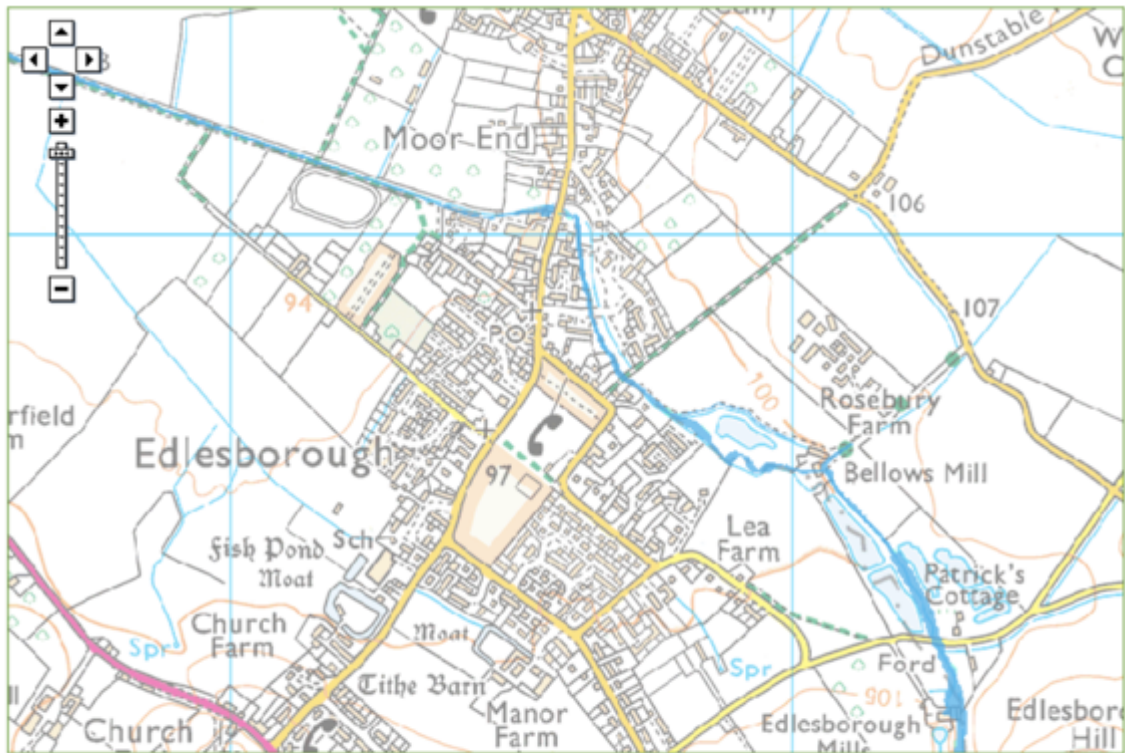 Dunstable
W
C
Moor End
106
94
107
PO
100
Rosebury
Farm
rfield
m
Edlesborough
97
Bellows Mill
Lea
Farm
Fish Pond
Sch
Moat
Patrick's
Cottage
Church
Farm
Moat
Spr
Spr
Ford
Tithe Barn
105
Manor
Farm
Church
Edlesborough
Mills
Edlesbor
Hill